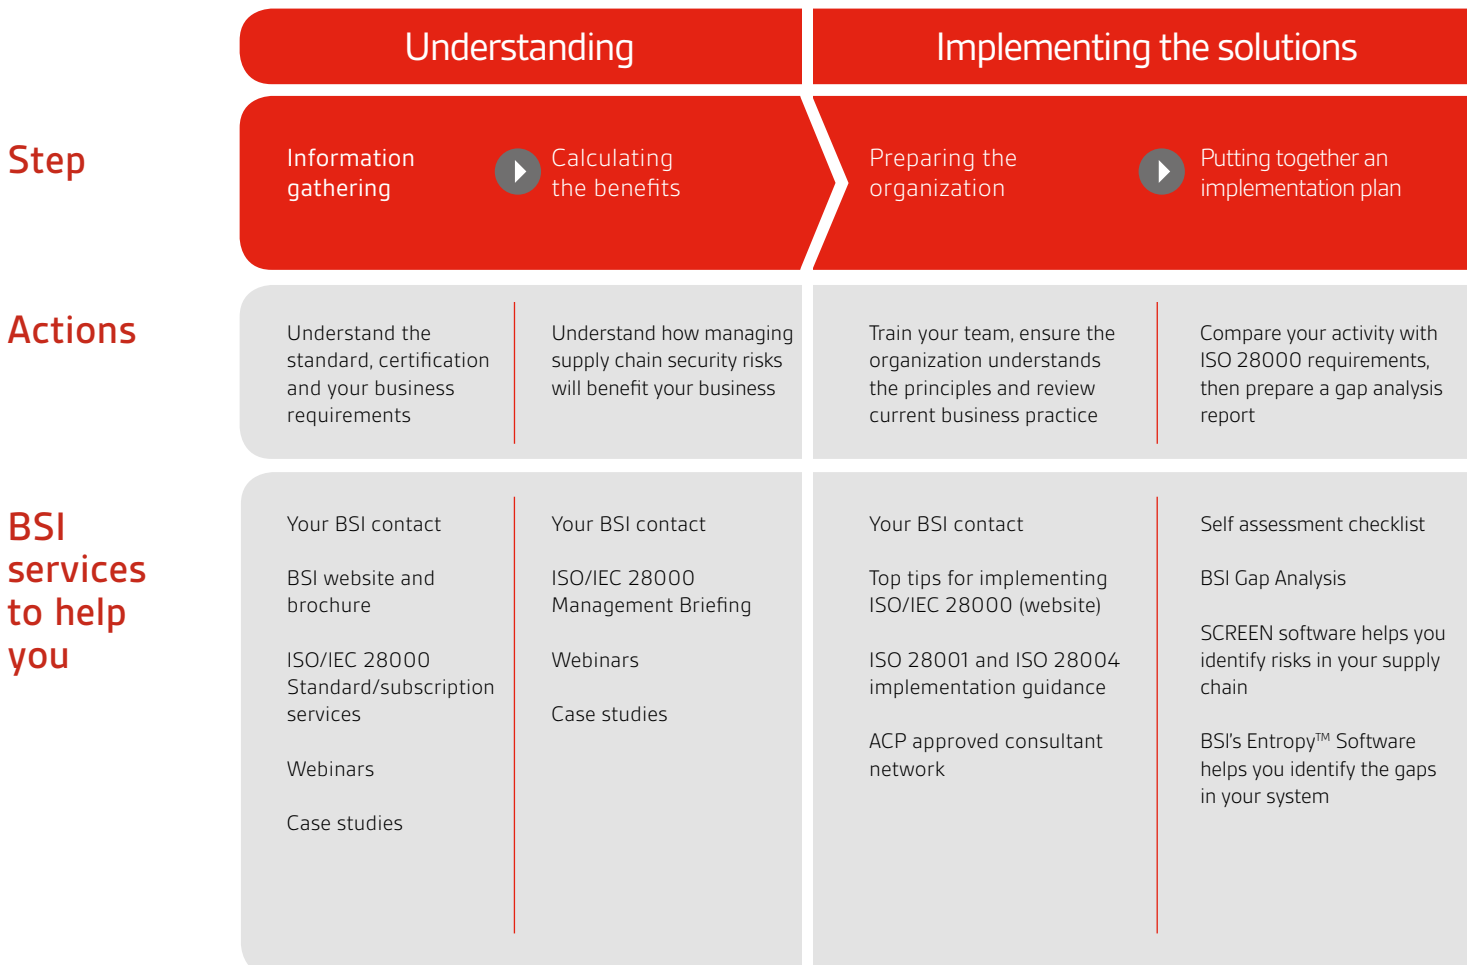 Understanding
Implementing the solutions
Step
Information
gathering
Calculating
the benefits
Preparing the
organization
Putting together an
implementation plan
Actions
Understand the
standard, certification
and your business
requirements
Understand how managing
supply chain security risks
will benefit your business
Train your team, ensure the
organization understands
the principles and review
current business practice
Compare your activity with
ISO 28000 requirements,
then prepare a gap analysis
report
BSI
services
to help
you
Your BSI contact
BSI website and
brochure
ISO/IEC 28000
Standard/subscription
services
Webinars
Case studies
Your BSI contact
ISO/IEC 28000
Management Briefing
Webinars
Case studies
Your BSI contact
Top tips for implementing
ISO/IEC 28000 (website)
ISO 28001 and ISO 28004
implementation guidance
ACP approved consultant
network
Self assessment checklist
BSI Gap Analysis
SCREEN software helps you
identify risks in your supply
chain
BSI's Entropy™ Software
helps you identify the gaps
in your system